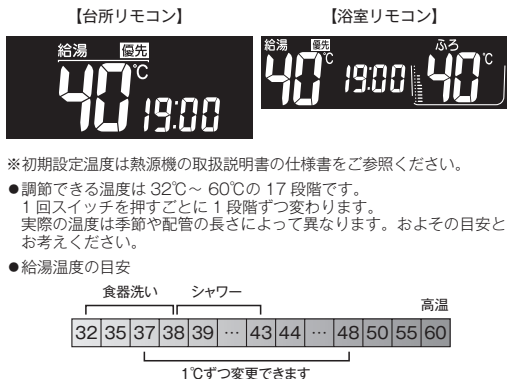 【台所リモコン】 【浴室リモコン】
給湯 優先
40℃
19:00
給湯 優先 ふろ
40℃ 19:00 40℃
※初期設定温度は熱源機の取扱説明書の仕様書をご参照ください。
●調節できる温度は 32℃～ 60℃の 17 段階です。
1 回スイッチを押すごとに 1 段階ずつ変わります。
実際の温度は季節や配管の長さによって異なります。およその目安と
お考えください。
●給湯温度の目安
食器洗い シャワー
高温
32 35 37 38 39 … 43 44 … 48 50 55 60
1℃ずつ変更できます